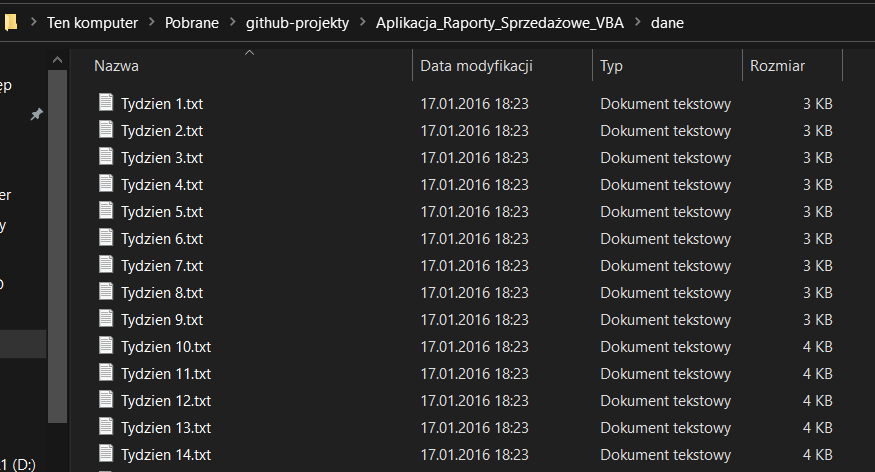 Ten komputer > Pobrane > github-projekty > Aplikacja_Raporty_Sprzedażowe_VBA > dane
Nazwa Data modyfikacji Typ Rozmiar
ęp
Tydzien 1.txt 17.01.2016 18:23 Dokument tekstowy 3 KB
Tydzien 2.txt 17.01.2016 18:23 Dokument tekstowy 3 KB
Tydzien 3.txt 17.01.2016 18:23 Dokument tekstowy 3 KB
Tydzien 4.txt 17.01.2016 18:23 Dokument tekstowy 3 KB
er
Tydzien 5.txt 17.01.2016 18:23 Dokument tekstowy 3 KB
y
Tydzien 6.txt 17.01.2016 18:23 Dokument tekstowy 3 KB
Tydzien 7.txt 17.01.2016 18:23 Dokument tekstowy 3 KB
Tydzien 8.txt 17.01.2016 18:23 Dokument tekstowy 3 KB
Tydzien 9.txt 17.01.2016 18:23 Dokument tekstowy 3 KB
Tydzien 10.txt 17.01.2016 18:23 Dokument tekstowy 4 KB
Tydzien 11.txt 17.01.2016 18:23 Dokument tekstowy 4 KB
Tydzien 12.txt 17.01.2016 18:23 Dokument tekstowy 4 KB
Tydzien 13.txt 17.01.2016 18:23 Dokument tekstowy 4 KB
Tydzien 14.txt 17.01.2016 18:23 Dokument tekstowy 4 KB
1 (D:)